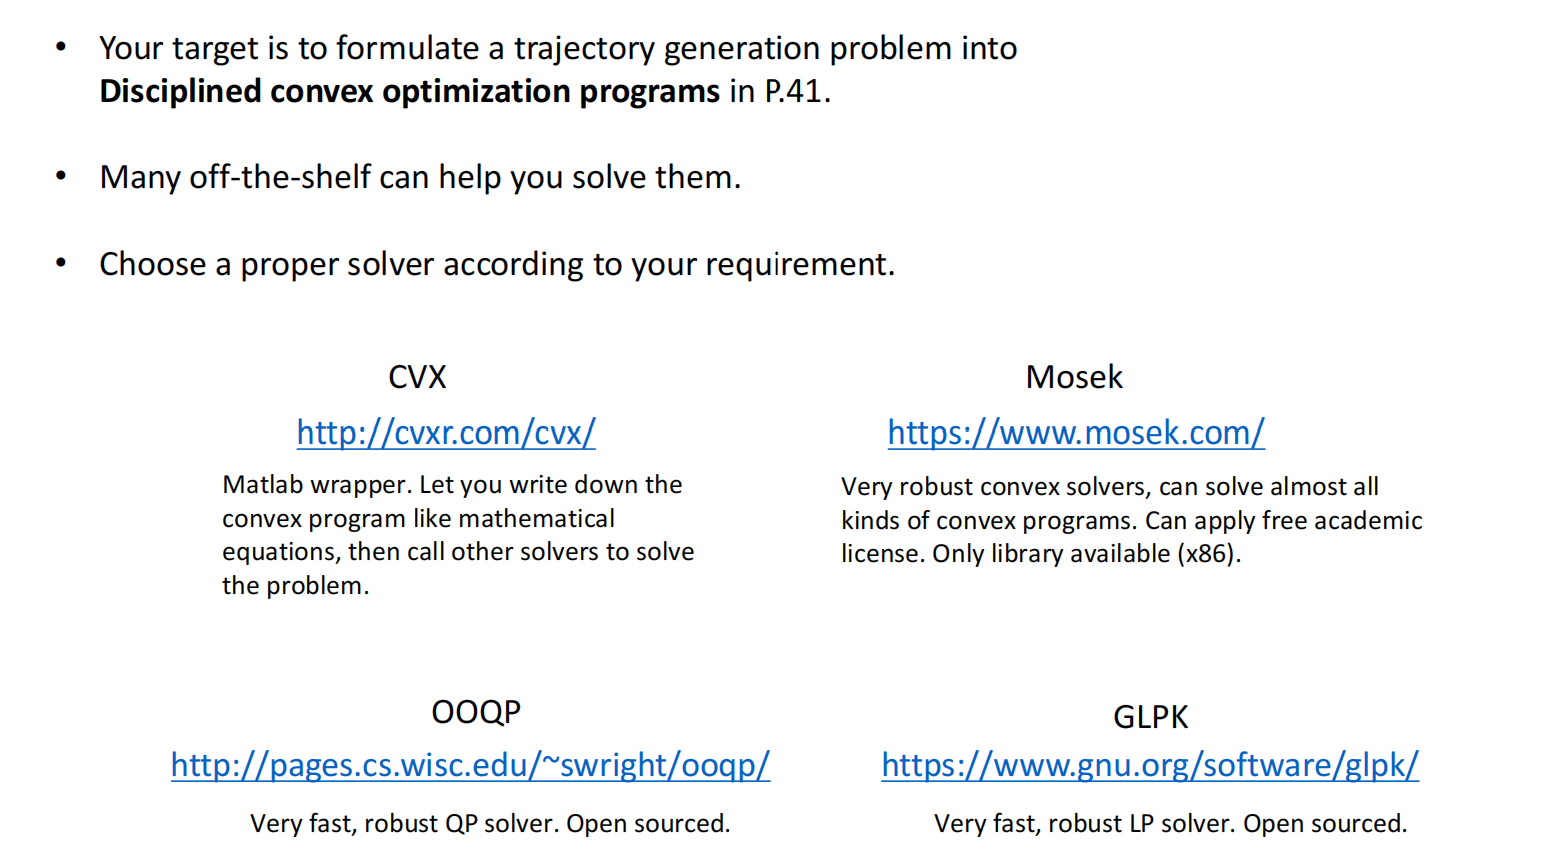 • Your target is to formulate a trajectory generation problem into
Disciplined convex optimization programs in P.41.
• Many off-the-shelf can help you solve them.
• Choose a proper solver according to your requirement.
CVX
http://cvxr.com/cvx/
Matlab wrapper. Let you write down the
convex program like mathematical
equations, then call other solvers to solve
the problem.
Mosek
https://www.mosek.com/
Very robust convex solvers, can solve almost all
kinds of convex programs. Can apply free academic
license. Only library available (x86).
OOQP
http://pages.cs.wisc.edu/~swright/ooqp/
Very fast, robust QP solver. Open sourced.
GLPK
https://www.gnu.org/software/glpk/
Very fast, robust LP solver. Open sourced.